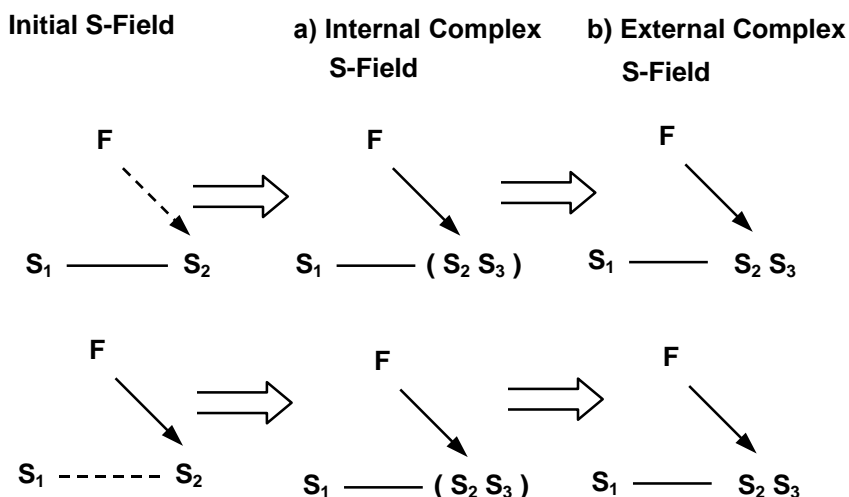 Initial S-Field
a) Internal Complex
S-Field
b) External Complex
S-Field
F
F
F
S₁
S₂
S₁
( S₂ S₃ )
S₁
S₂ S₃
F
F
F
S₁
S₂
S₁
( S₂ S₃ )
S₁
S₂ S₃